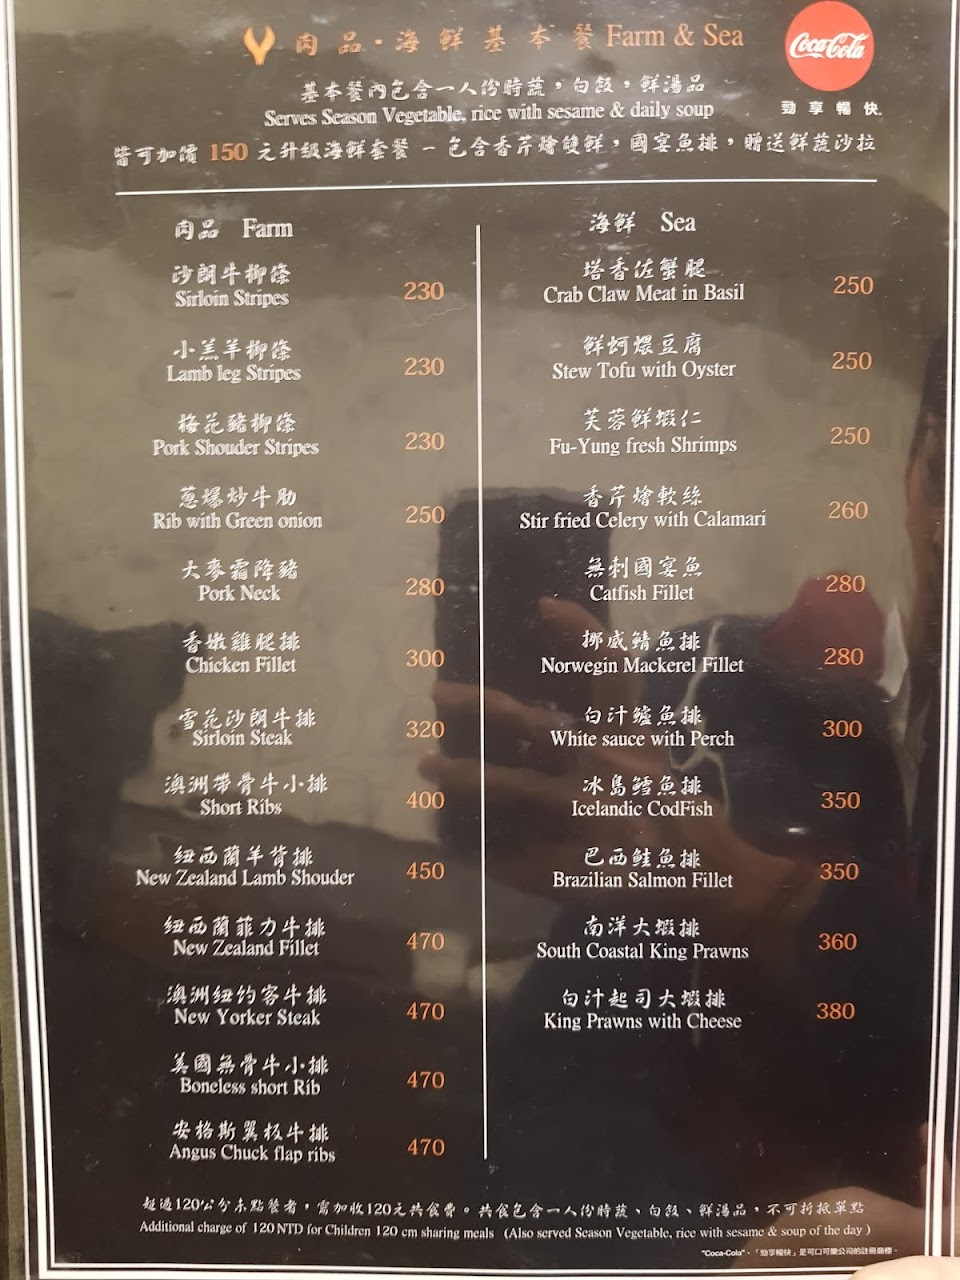 肉品·海鮮基本餐 Farm & Sea
Coca-Cola
勁享暢快.
基本餐內包含一人份時蔬，白飯，鮮湯品
Serves Season Vegetable, rice with sesame & daily soup
皆可加價 150 元升級海鮮套餐 - 包含香芹燴雙鮮，國宴魚排，贈送鮮蔬沙拉
肉品 Farm
沙朗牛柳條
Sirloin Stripes 230
小羔羊柳條
Lamb leg Stripes 230
梅花豬柳條
Pork Shouder Stripes 230
蔥爆炒牛肋
Rib with Green onion 250
大麥霜降豬
Pork Neck 280
香嫩雞腿排
Chicken Fillet 300
雪花沙朗牛排
Sirloin Steak 320
澳洲帶骨牛小排
Short Ribs 400
紐西蘭羊背排
New Zealand Lamb Shouder 450
紐西蘭菲力牛排
New Zealand Fillet 470
澳洲紐約客牛排
New Yorker Steak 470
美國無骨牛小排
Boneless short Rib 470
安格斯翼板牛排
Angus Chuck flap ribs 470
海鮮 Sea
塔香佐蟹腿
Crab Claw Meat in Basil 250
鮮蚵煨豆腐
Stew Tofu with Oyster 250
芙蓉鮮蝦仁
Fu-Yung fresh Shrimps 250
香芹燴軟絲
Stir fried Celery with Calamari 260
無刺國宴魚
Catfish Fillet 280
挪威鯖魚排
Norwegin Mackerel Fillet 280
白汁鱸魚排
White sauce with Perch 300
冰島鱈魚排
Icelandic CodFish 350
巴西鮭魚排
Brazilian Salmon Fillet 350
南洋大蝦排
South Coastal King Prawns 360
白汁起司大蝦排
King Prawns with Cheese 380
超過120公分未點餐者，需加收120元共食費。共食包含一人份時蔬、白飯、鮮湯品，不可折抵單點
Additional charge of 120 NTD for Children 120 cm sharing meals (Also served Season Vegetable, rice with sesame & soup of the day )
"Coca-Cola"、「勁享暢快」是可口可樂公司的註冊商標。